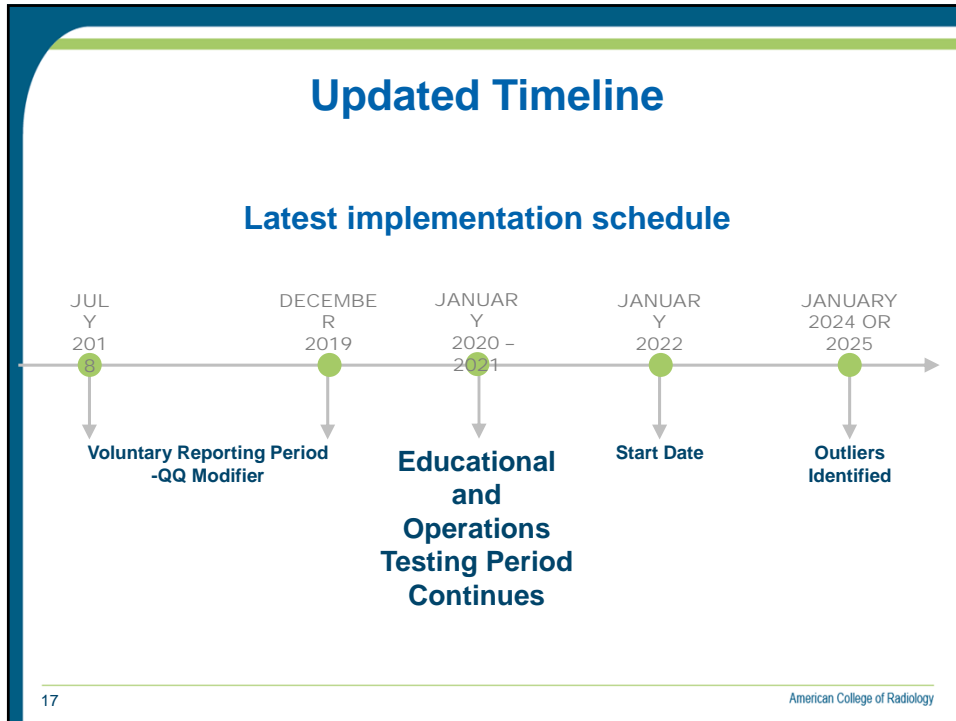 Updated Timeline
Latest implementation schedule
JUL
Y
201
8
DECEMBE
R
2019
JANUAR
Y
2020 –
2021
JANUAR
Y
2022
JANUARY
2024 OR
2025
Voluntary Reporting Period
-QQ Modifier
Educational
and
Operations
Testing Period
Continues
Start Date
Outliers
Identified
17
American College of Radiology